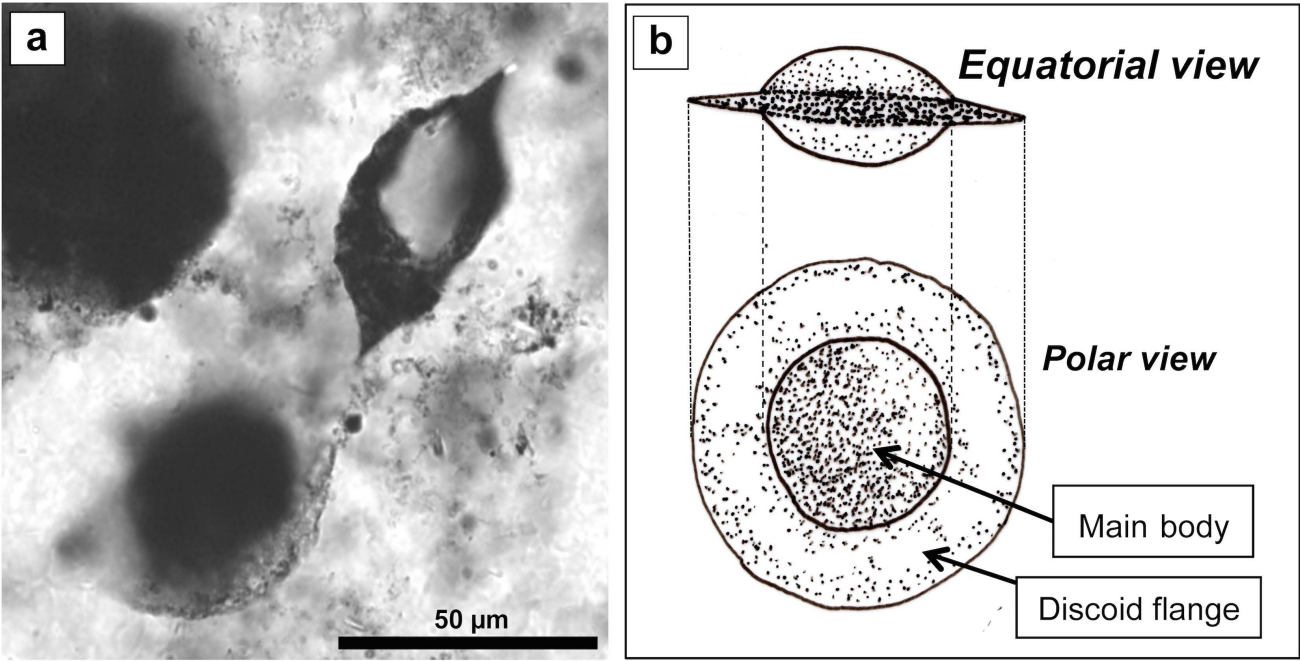 a
50 µm
b
Equatorial view
Polar view
Main body
Discoid flange